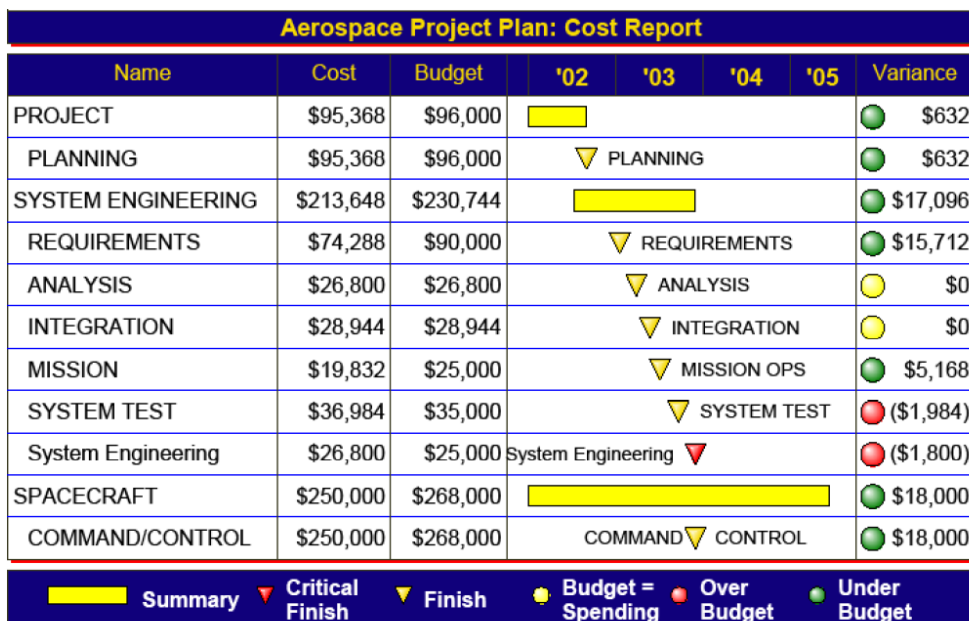 Aerospace Project Plan: Cost Report
Name Cost Budget '02 '03 '04 '05 Variance
PROJECT $95,368 $96,000 $632
PLANNING $95,368 $96,000 PLANNING $632
SYSTEM ENGINEERING $213,648 $230,744 $17,096
REQUIREMENTS $74,288 $90,000 REQUIREMENTS $15,712
ANALYSIS $26,800 $26,800 ANALYSIS $0
INTEGRATION $28,944 $28,944 INTEGRATION $0
MISSION $19,832 $25,000 MISSION OPS $5,168
SYSTEM TEST $36,984 $35,000 SYSTEM TEST ($1,984)
System Engineering $26,800 $25,000 System Engineering ($1,800)
SPACECRAFT $250,000 $268,000 $18,000
COMMAND/CONTROL $250,000 $268,000 COMMAND CONTROL $18,000
Summary Critical Finish Finish Budget = Spending Over Budget Under Budget